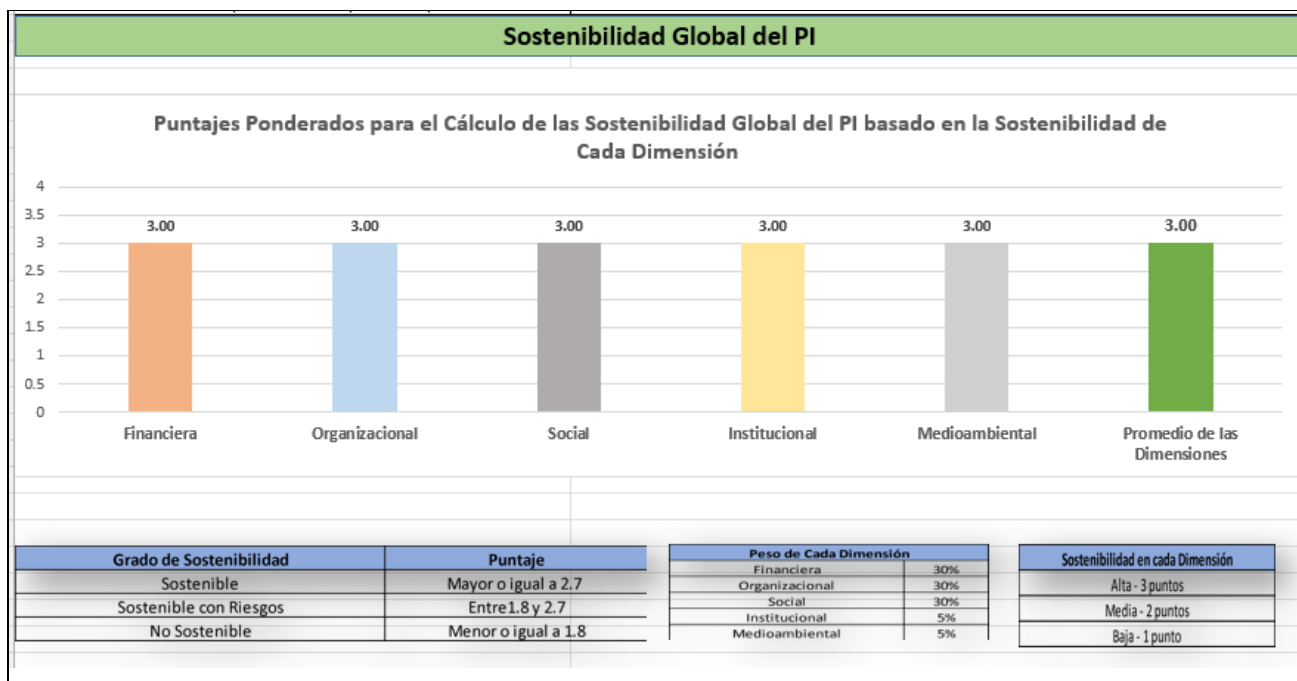 Sostenibilidad Global del PI
Puntajes Ponderados para el Cálculo de las Sostenibilidad Global del PI basado en la Sostenibilidad de
Cada Dimensión
4
3.5
3
2.5
2
1.5
1
0.5
0
3.00 3.00 3.00 3.00 3.00 3.00
Financiera Organizacional Social Institucional Medioambiental Promedio de las
Dimensiones
Grado de Sostenibilidad Puntaje
Sostenible Mayor o igual a 2.7
Sostenible con Riesgos Entre1.8 y 2.7
No Sostenible Menor o igual a 1.8
Peso de Cada Dimensión
Financiera 30%
Organizacional 30%
Social 30%
Institucional 5%
Medioambiental 5%
Sostenibilidad en cada Dimensión
Alta - 3 puntos
Media - 2 puntos
Baja - 1 punto